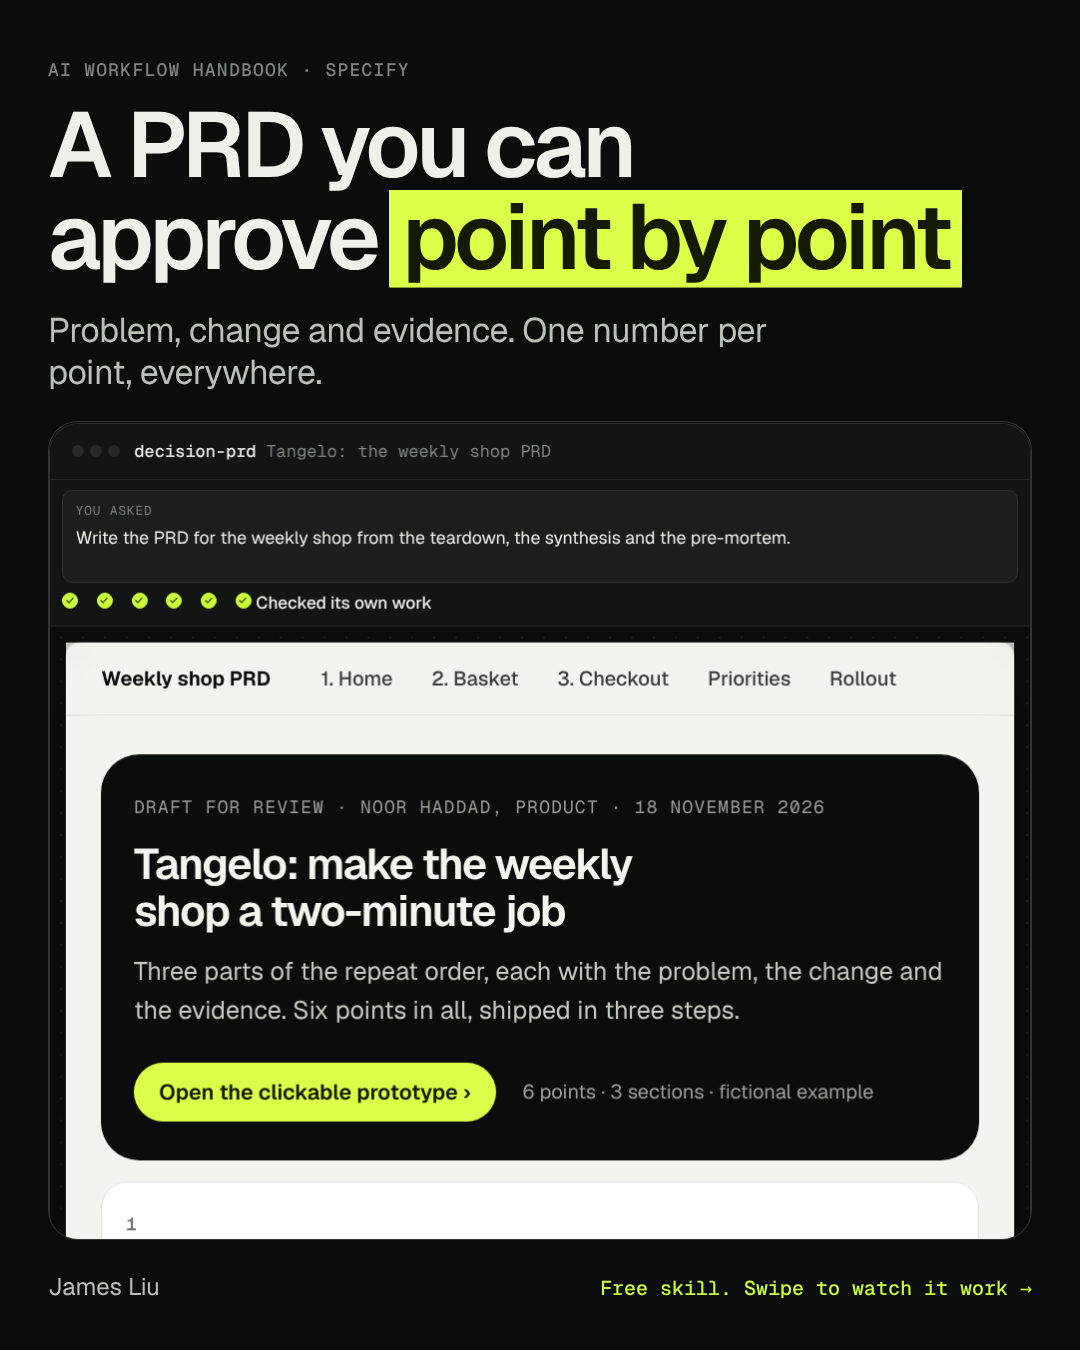 AI WORKFLOW HANDBOOK · SPECIFY
A PRD you can
approve point by point
Problem, change and evidence. One number per
point, everywhere.
decision-prd Tangelo: the weekly shop PRD
YOU ASKED
Write the PRD for the weekly shop from the teardown, the synthesis and the pre-mortem.
Checked its own work
Weekly shop PRD 1. Home 2. Basket 3. Checkout Priorities Rollout
DRAFT FOR REVIEW · NOOR HADDAD, PRODUCT · 18 NOVEMBER 2026
Tangelo: make the weekly
shop a two-minute job
Three parts of the repeat order, each with the problem, the change and
the evidence. Six points in all, shipped in three steps.
Open the clickable prototype › 6 points · 3 sections · fictional example
1
James Liu Free skill. Swipe to watch it work →